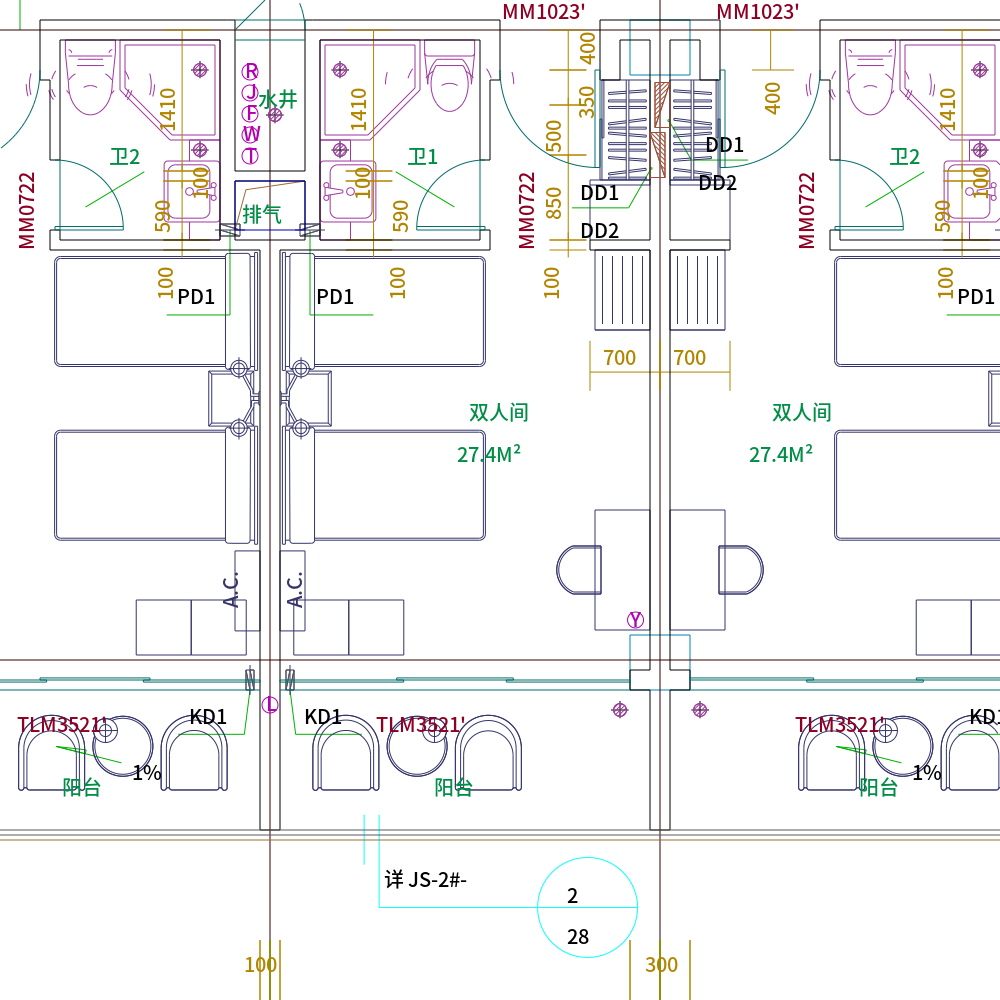 MM1023'
MM1023'
400
R
J
水井
F
W
T
1410
1410
350
400
1410
500
DD1
卫2
卫1
卫2
MM0722
100
100
MM0722
DD1
DD2
MM0722
100
590
排气
590
850
590
DD2
100
PD1
PD1
100
100
100
PD1
700
700
双人间
双人间
27.4M²
27.4M²
A.C.
A.C.
Y
L
TLM3521'
KD1
KD1
TLM3521'
TLM3521'
KD1
1%
1%
阳台
阳台
阳台
详 JS-2#-
2
28
100
300